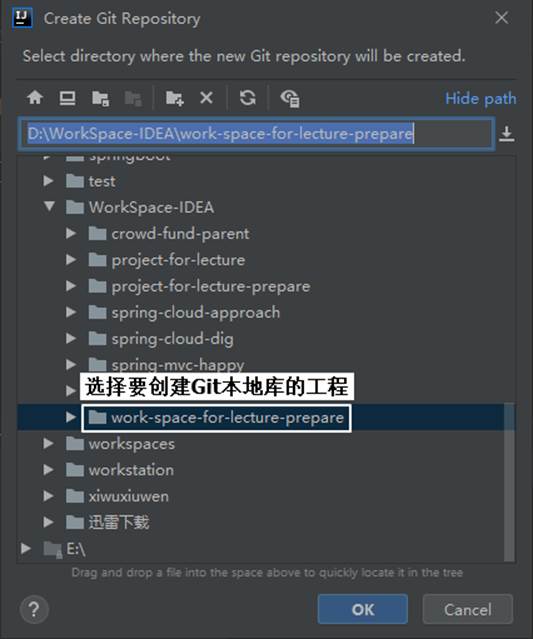 Create Git Repository
Select directory where the new Git repository will be created.
Hide path
D:\WorkSpace-IDEA\work-space-for-lecture-prepare
springboot
test
WorkSpace-IDEA
crowd-fund-parent
project-for-lecture
project-for-lecture-prepare
spring-cloud-approach
spring-cloud-dig
spring-mvc-happy
选择要创建Git本地库的工程
work-space-for-lecture-prepare
workspaces
workstation
xiwuxiuwen
迅雷下载
E:\
Drag and drop a file into the space above to quickly locate it in the tree
?
OK
Cancel